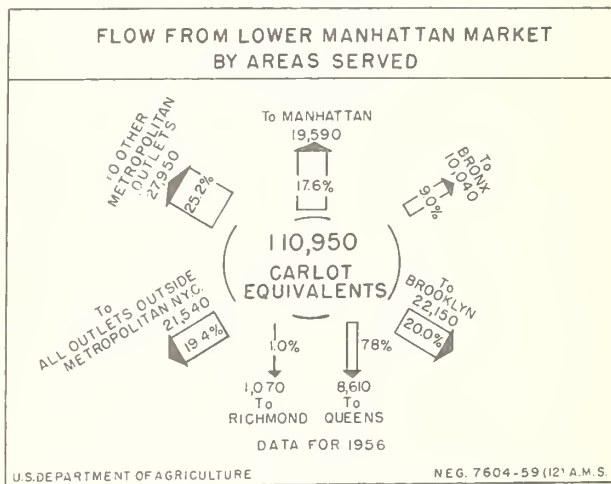 FLOW FROM LOWER MANHATTAN MARKET
BY AREAS SERVED
TO OTHER
METROPOLITAN
OUTLETS
27,950
25.2%
TO MANHATTAN
19,590
17.6%
TO
BRONX
10,040
9.0%
110,950
CARLOT
EQUIVALENTS
TO
ALL OUTLETS OUTSIDE
METROPOLITAN N.Y.C.
21,540
19.4%
TO
BROOKLYN
22,150
20.0%
1.0%
1,070
TO
RICHMOND
78%
8,610
TO
QUEENS
DATA FOR 1956
U.S. DEPARTMENT OF AGRICULTURE
NEG. 7604-59 (12) A.M.S.